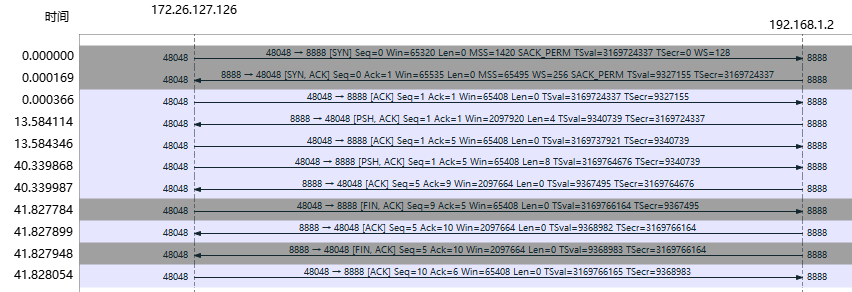 时间 172.26.127.126 192.168.1.2
0.000000 48048 48048 → 8888 [SYN] Seq=0 Win=65320 Len=0 MSS=1420 SACK_PERM TSval=3169724337 TSecr=0 WS=128 8888
0.000169 48048 8888 → 48048 [SYN, ACK] Seq=0 Ack=1 Win=65535 Len=0 MSS=65495 WS=256 SACK_PERM TSval=9327155 TSecr=3169724337 8888
0.000366 48048 48048 → 8888 [ACK] Seq=1 Ack=1 Win=65408 Len=0 TSval=3169724337 TSecr=9327155 8888
13.584114 48048 8888 → 48048 [PSH, ACK] Seq=1 Ack=1 Win=2097920 Len=4 TSval=9340739 TSecr=3169724337 8888
13.584346 48048 48048 → 8888 [ACK] Seq=1 Ack=5 Win=65408 Len=0 TSval=3169737921 TSecr=9340739 8888
40.339868 48048 48048 → 8888 [PSH, ACK] Seq=1 Ack=5 Win=65408 Len=8 TSval=3169764676 TSecr=9340739 8888
40.339987 48048 8888 → 48048 [ACK] Seq=5 Ack=9 Win=2097664 Len=0 TSval=9367495 TSecr=3169764676 8888
41.827784 48048 48048 → 8888 [FIN, ACK] Seq=9 Ack=5 Win=65408 Len=0 TSval=3169766164 TSecr=9367495 8888
41.827899 48048 8888 → 48048 [ACK] Seq=5 Ack=10 Win=2097664 Len=0 TSval=9368982 TSecr=3169766164 8888
41.827948 48048 8888 → 48048 [FIN, ACK] Seq=5 Ack=10 Win=2097664 Len=0 TSval=9368983 TSecr=3169766164 8888
41.828054 48048 48048 → 8888 [ACK] Seq=10 Ack=6 Win=65408 Len=0 TSval=3169766165 TSecr=9368983 8888